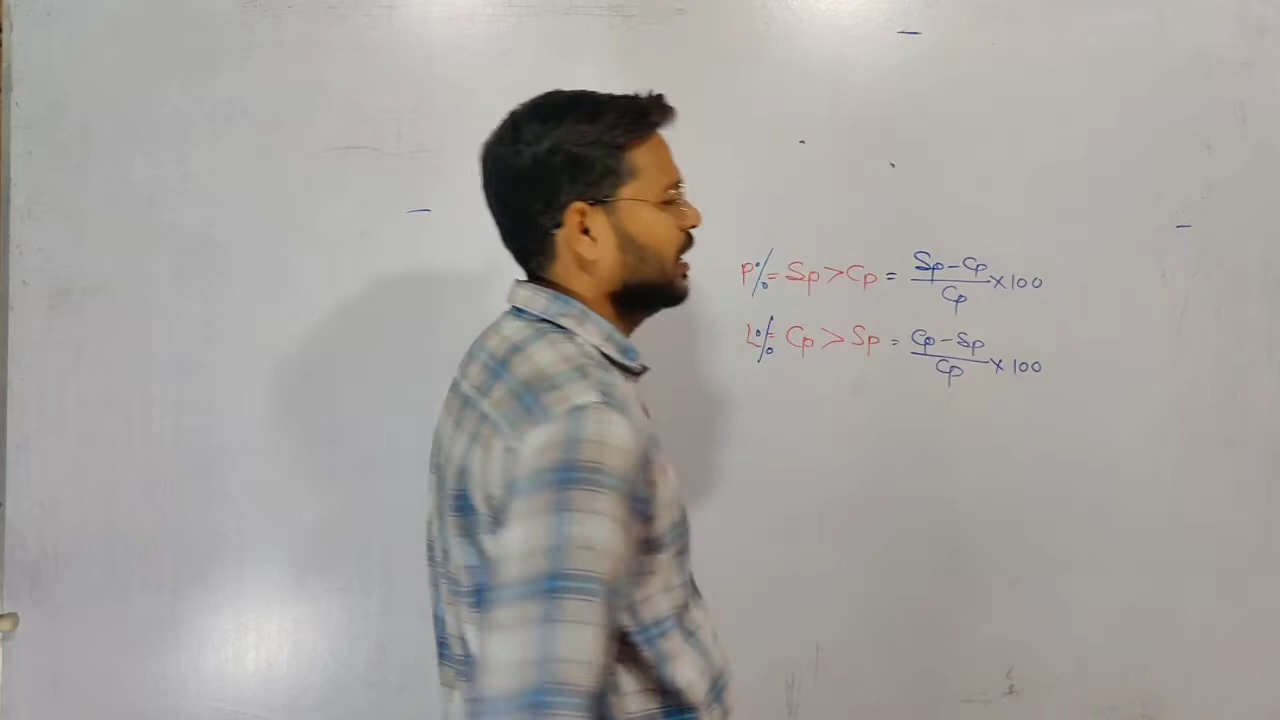 P%= Sp>Cp = Sp-Cp/Cp ×100
L%= Cp>Sp = Cp-Sp/Cp ×100